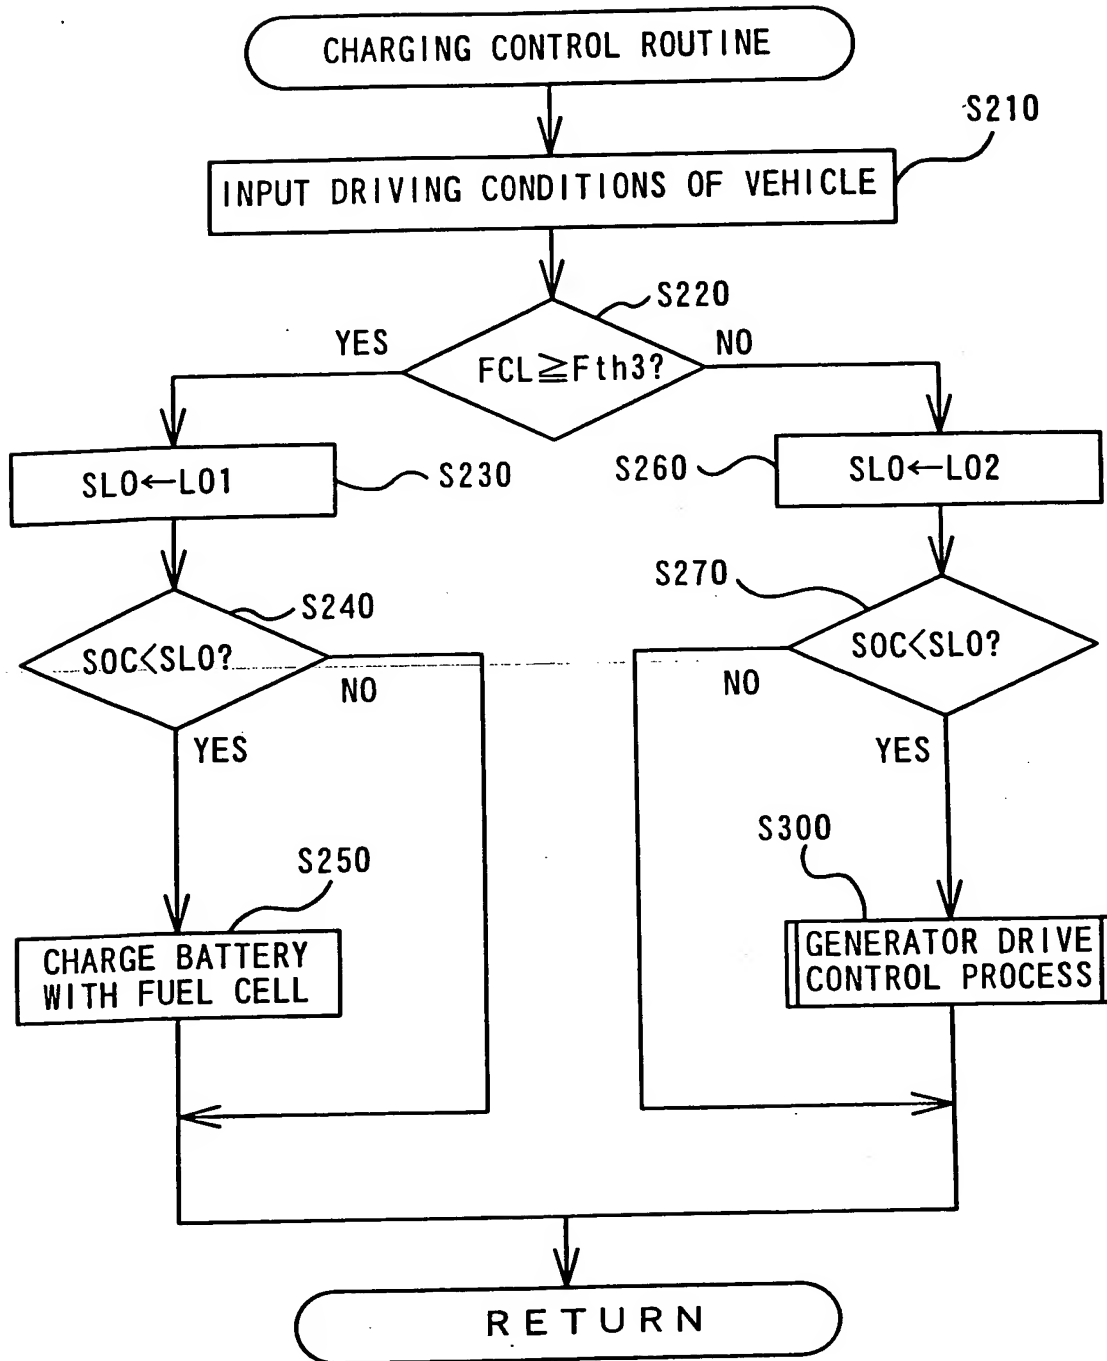 CHARGING CONTROL ROUTINE
S210
INPUT DRIVING CONDITIONS OF VEHICLE
S220
YES
NO
FCL≧Fth3?
SLO←LO1
S230
S260
SLO←LO2
S240
SOC<SLO?
NO
YES
S270
SOC<SLO?
NO
YES
S250
CHARGE BATTERY
WITH FUEL CELL
S300
GENERATOR DRIVE
CONTROL PROCESS
RETURN